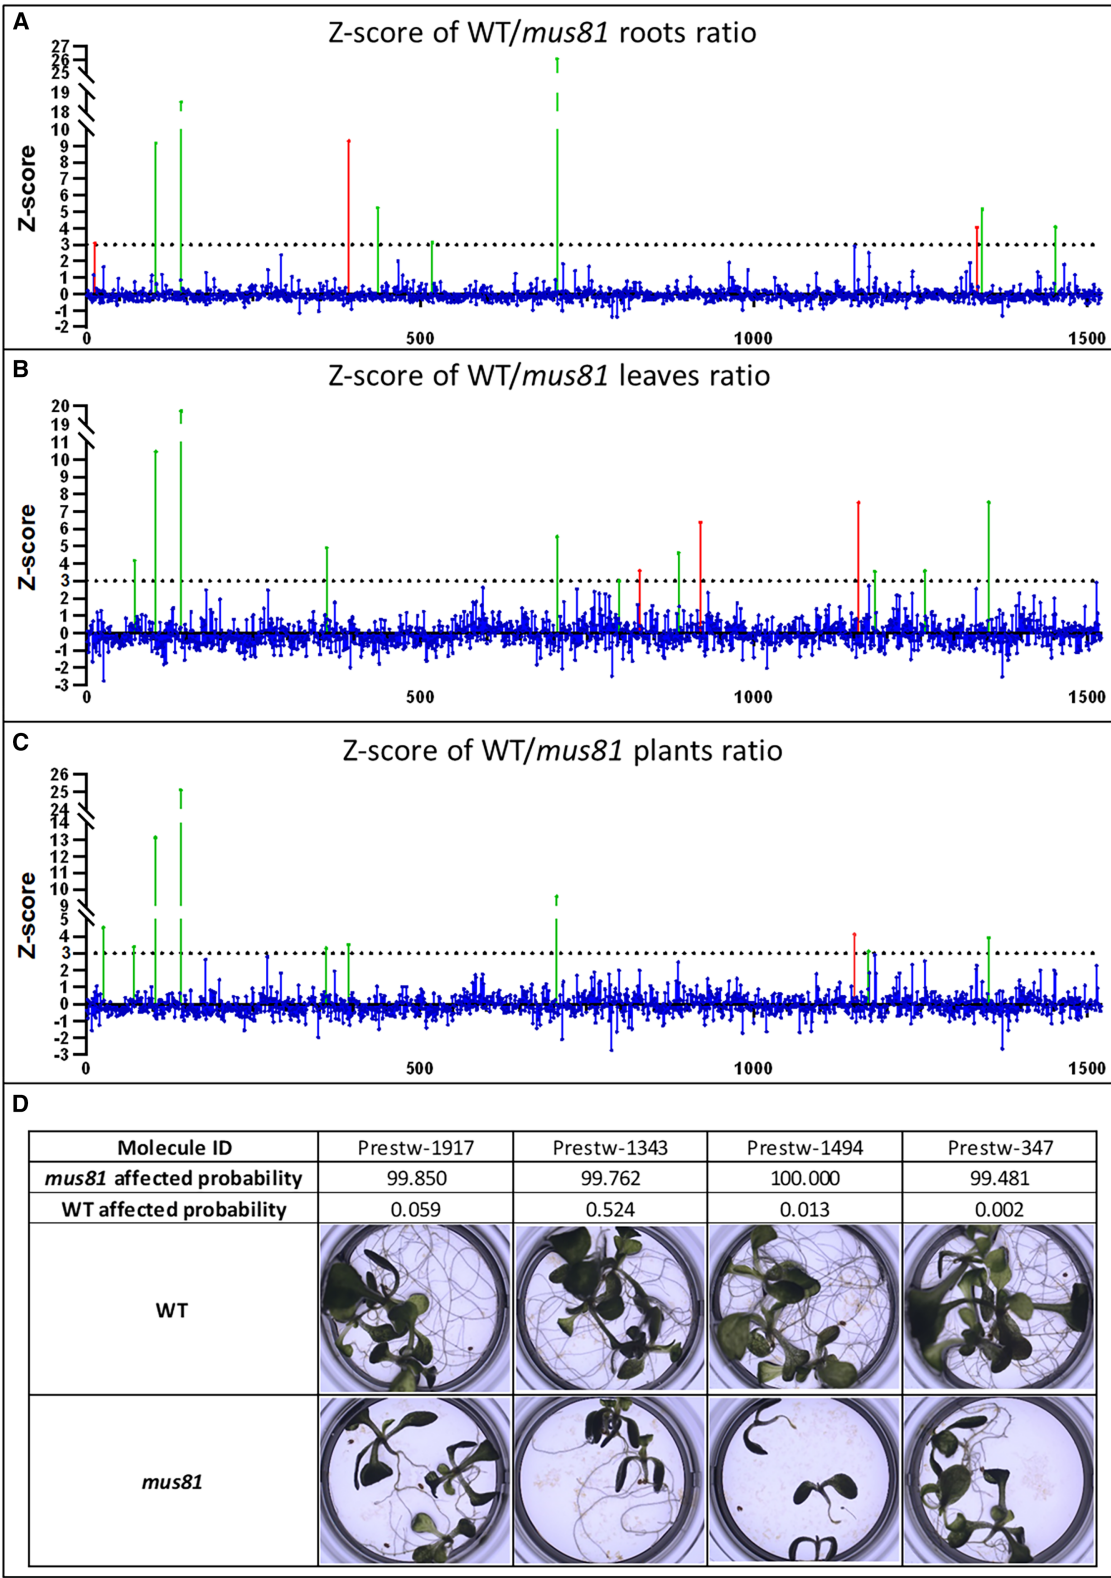 A
Z-score of WT/mus81 roots ratio
27
26
25
19
18
10
9
8
7
6
5
4
3
2
1
0
-1
-2
Z-score
0 500 1000 1500
B
Z-score of WT/mus81 leaves ratio
20
19
11
10
9
8
7
6
5
4
3
2
1
0
-1
-2
-3
Z-score
0 500 1000 1500
C
Z-score of WT/mus81 plants ratio
26
25
24
14
13
12
11
10
9
5
4
3
2
1
0
-1
-2
-3
Z-score
0 500 1000 1500
D
Molecule ID Prestw-1917 Prestw-1343 Prestw-1494 Prestw-347
mus81 affected probability 99.850 99.762 100.000 99.481
WT affected probability 0.059 0.524 0.013 0.002
WT
mus81